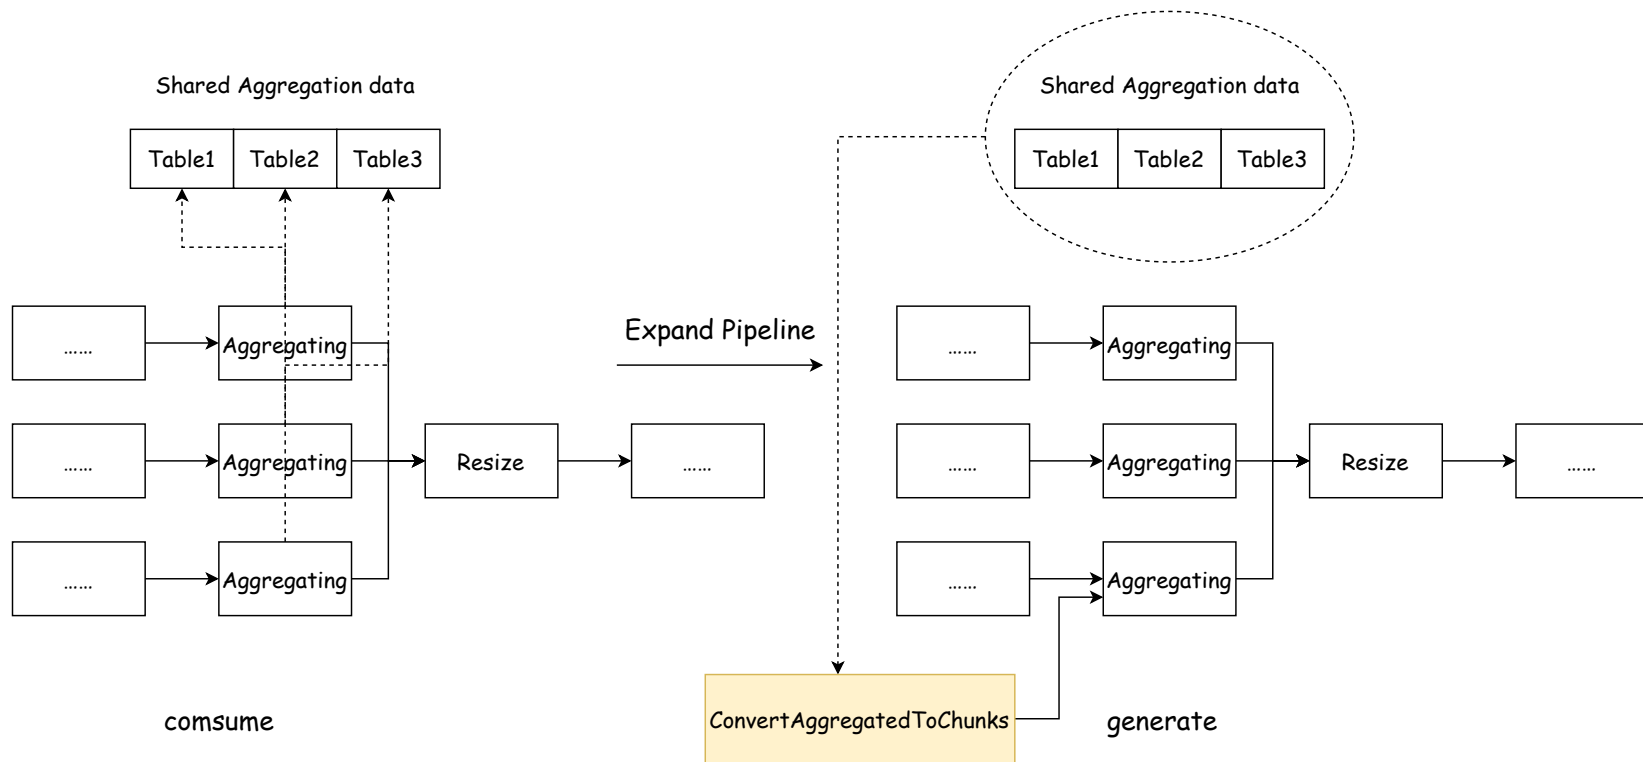 Shared Aggregation data
Table1 Table2 Table3
...... Aggregating
...... Aggregating Resize ......
...... Aggregating
comsume
Expand Pipeline
Shared Aggregation data
Table1 Table2 Table3
...... Aggregating
...... Aggregating Resize ......
...... Aggregating
ConvertAggregatedToChunks
generate